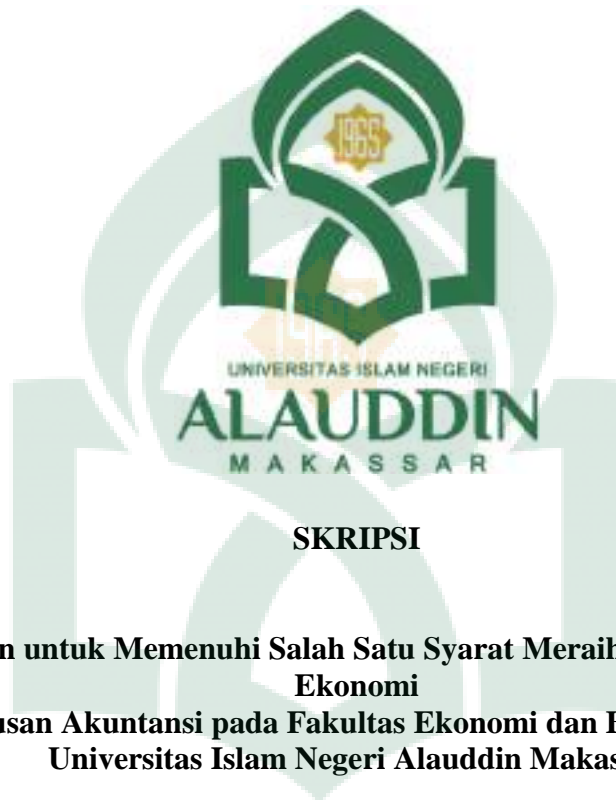 1965
UNIVERSITAS ISLAM NEGERI
ALAUDDIN
MAKASSAR
SKRIPSI
untuk Memenuhi Salah Satu Syarat Meraih
Ekonomi
Akuntansi pada Fakultas Ekonomi dan
Universitas Islam Negeri Alauddin